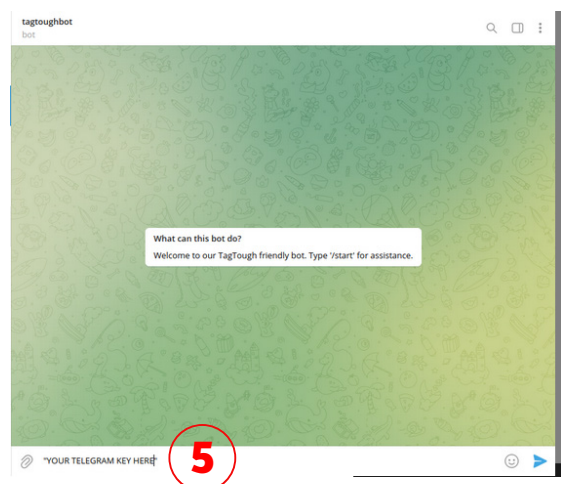 tagtoughbot
bot
What can this bot do?
Welcome to our TagTough friendly bot. Type '/start' for assistance.
"YOUR TELEGRAM KEY HERE"
5